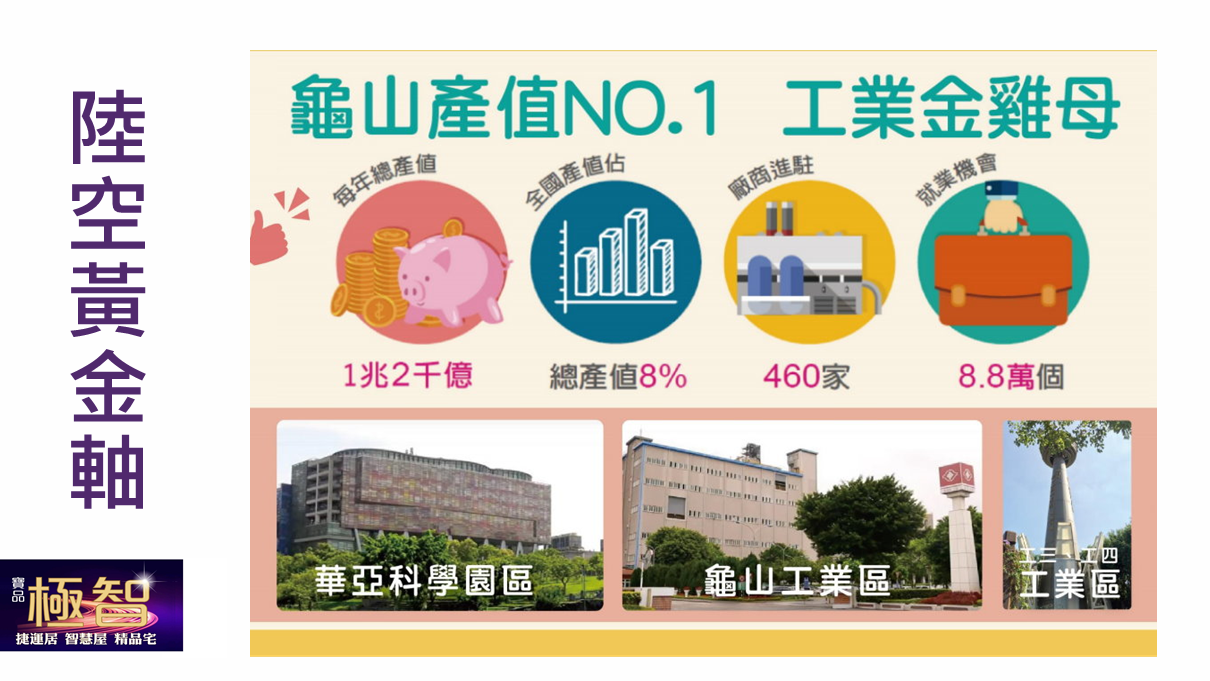 陸空黃金軸
龜山產值NO.1 工業金雞母
每年總產值
全國產值佔
廠商進駐
就業機會
1兆2千億
總產值8%
460家
8.8萬個
華亞科學園區
龜山工業區
工三、工四
工業區
寶品
極智
捷運居 智慧屋 精品宅